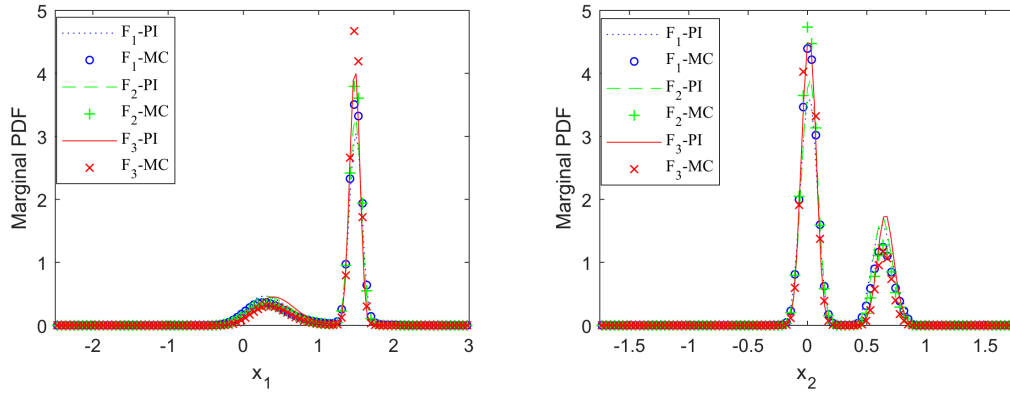 Marginal PDF
5
4
3
2
1
0
F1-PI
F1-MC
F2-PI
F2-MC
F3-PI
F3-MC
-2 -1 0 1 2 3
x1
Marginal PDF
5
4
3
2
1
0
F1-PI
F1-MC
F2-PI
F2-MC
F3-PI
F3-MC
-1.5 -1 -0.5 0 0.5 1 1.5
x2